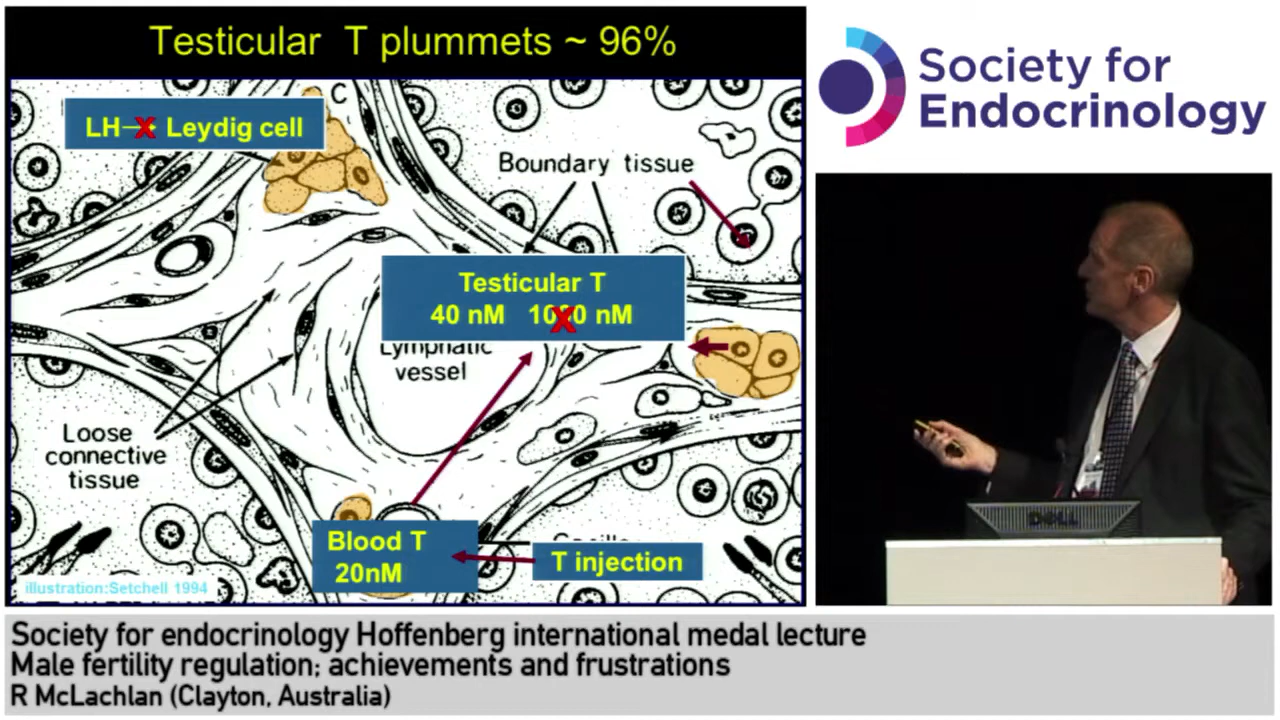 Testicular T plummets ~ 96%
C
LH→X Leydig cell
Boundary tissue
Testicular T
40 nM nM
Lymphatic
vessel
Loose
connective
tissue
Blood T
20nM
T injection
illustration:Setchell 1994
Society for
Endocrinology
DELL
Society for endocrinology Hoffenberg international medal lecture
Male fertility regulation; achievements and frustrations
R McLachlan (Clayton, Australia)